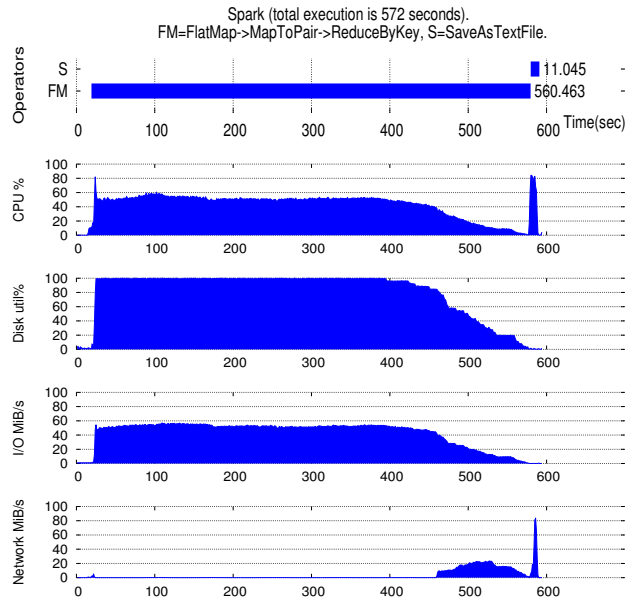 Spark (total execution is 572 seconds).
FM=FlatMap->MapToPair->ReduceByKey, S=SaveAsTextFile.
Operators
S
11.045
FM
560.463
0 100 200 300 400 500 600 Time(sec)
CPU %
100
80
60
40
20
0
0 100 200 300 400 500 600 700
Disk util%
100
80
60
40
20
0
0 100 200 300 400 500 600 700
I/O MiB/s
100
80
60
40
20
0
0 100 200 300 400 500 600 700
Network MiB/s
100
80
60
40
20
0
0 100 200 300 400 500 600 700